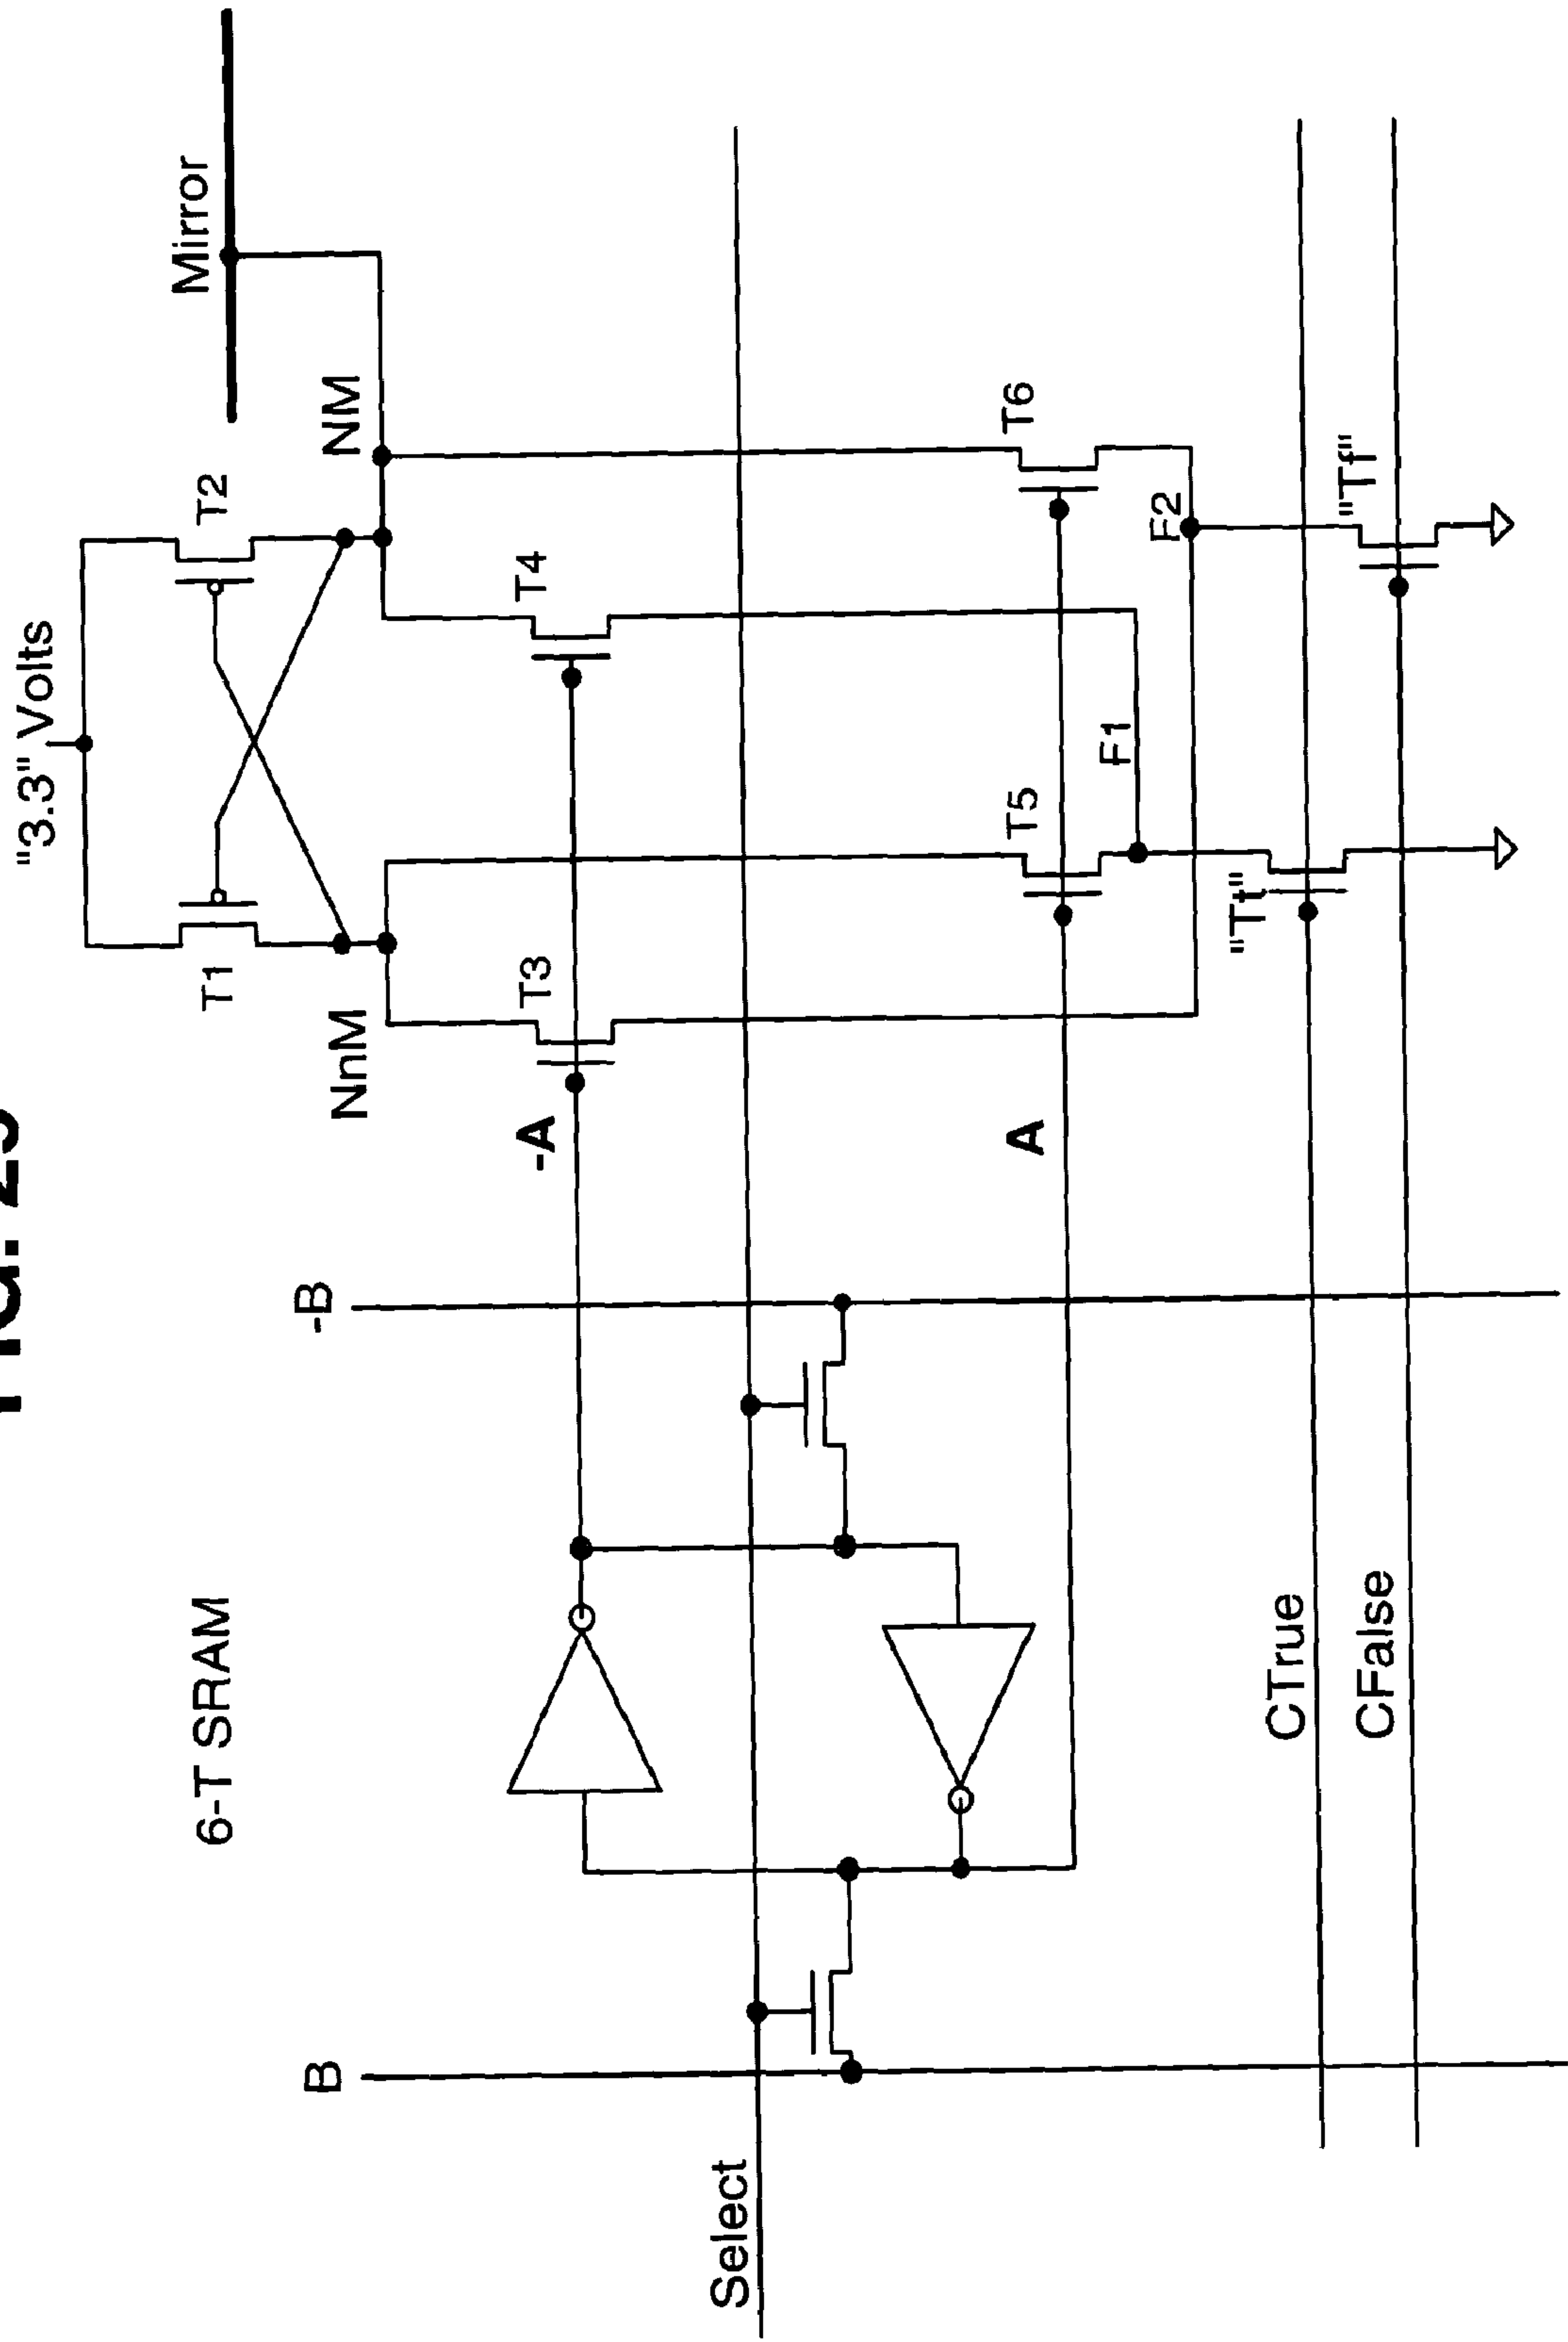 "3.3" Volts
Mirror
T1
T2
NnM
NM
6-T SRAM
B
-B
-A
T3
T4
Select
A
T5
T6
F1
F2
CTrue
"Tt"
CFalse
"Tf"